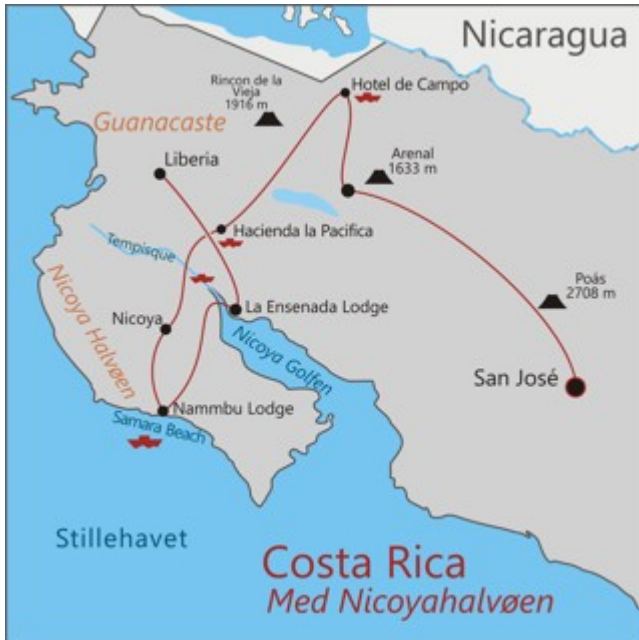 Nicaragua
Rincon de la
Vieja
1916 m
Hotel de Campo
Guanacaste
Arenal
1633 m
Liberia
Hacienda la Pacifica
Tempisque
Nicoya Halvøen
Poás
2708 m
La Ensenada Lodge
Nicoya
Nicoya Golfen
San José
Nammbu Lodge
Samara Beach
Stillehavet
Costa Rica
Med Nicoyahalvøen